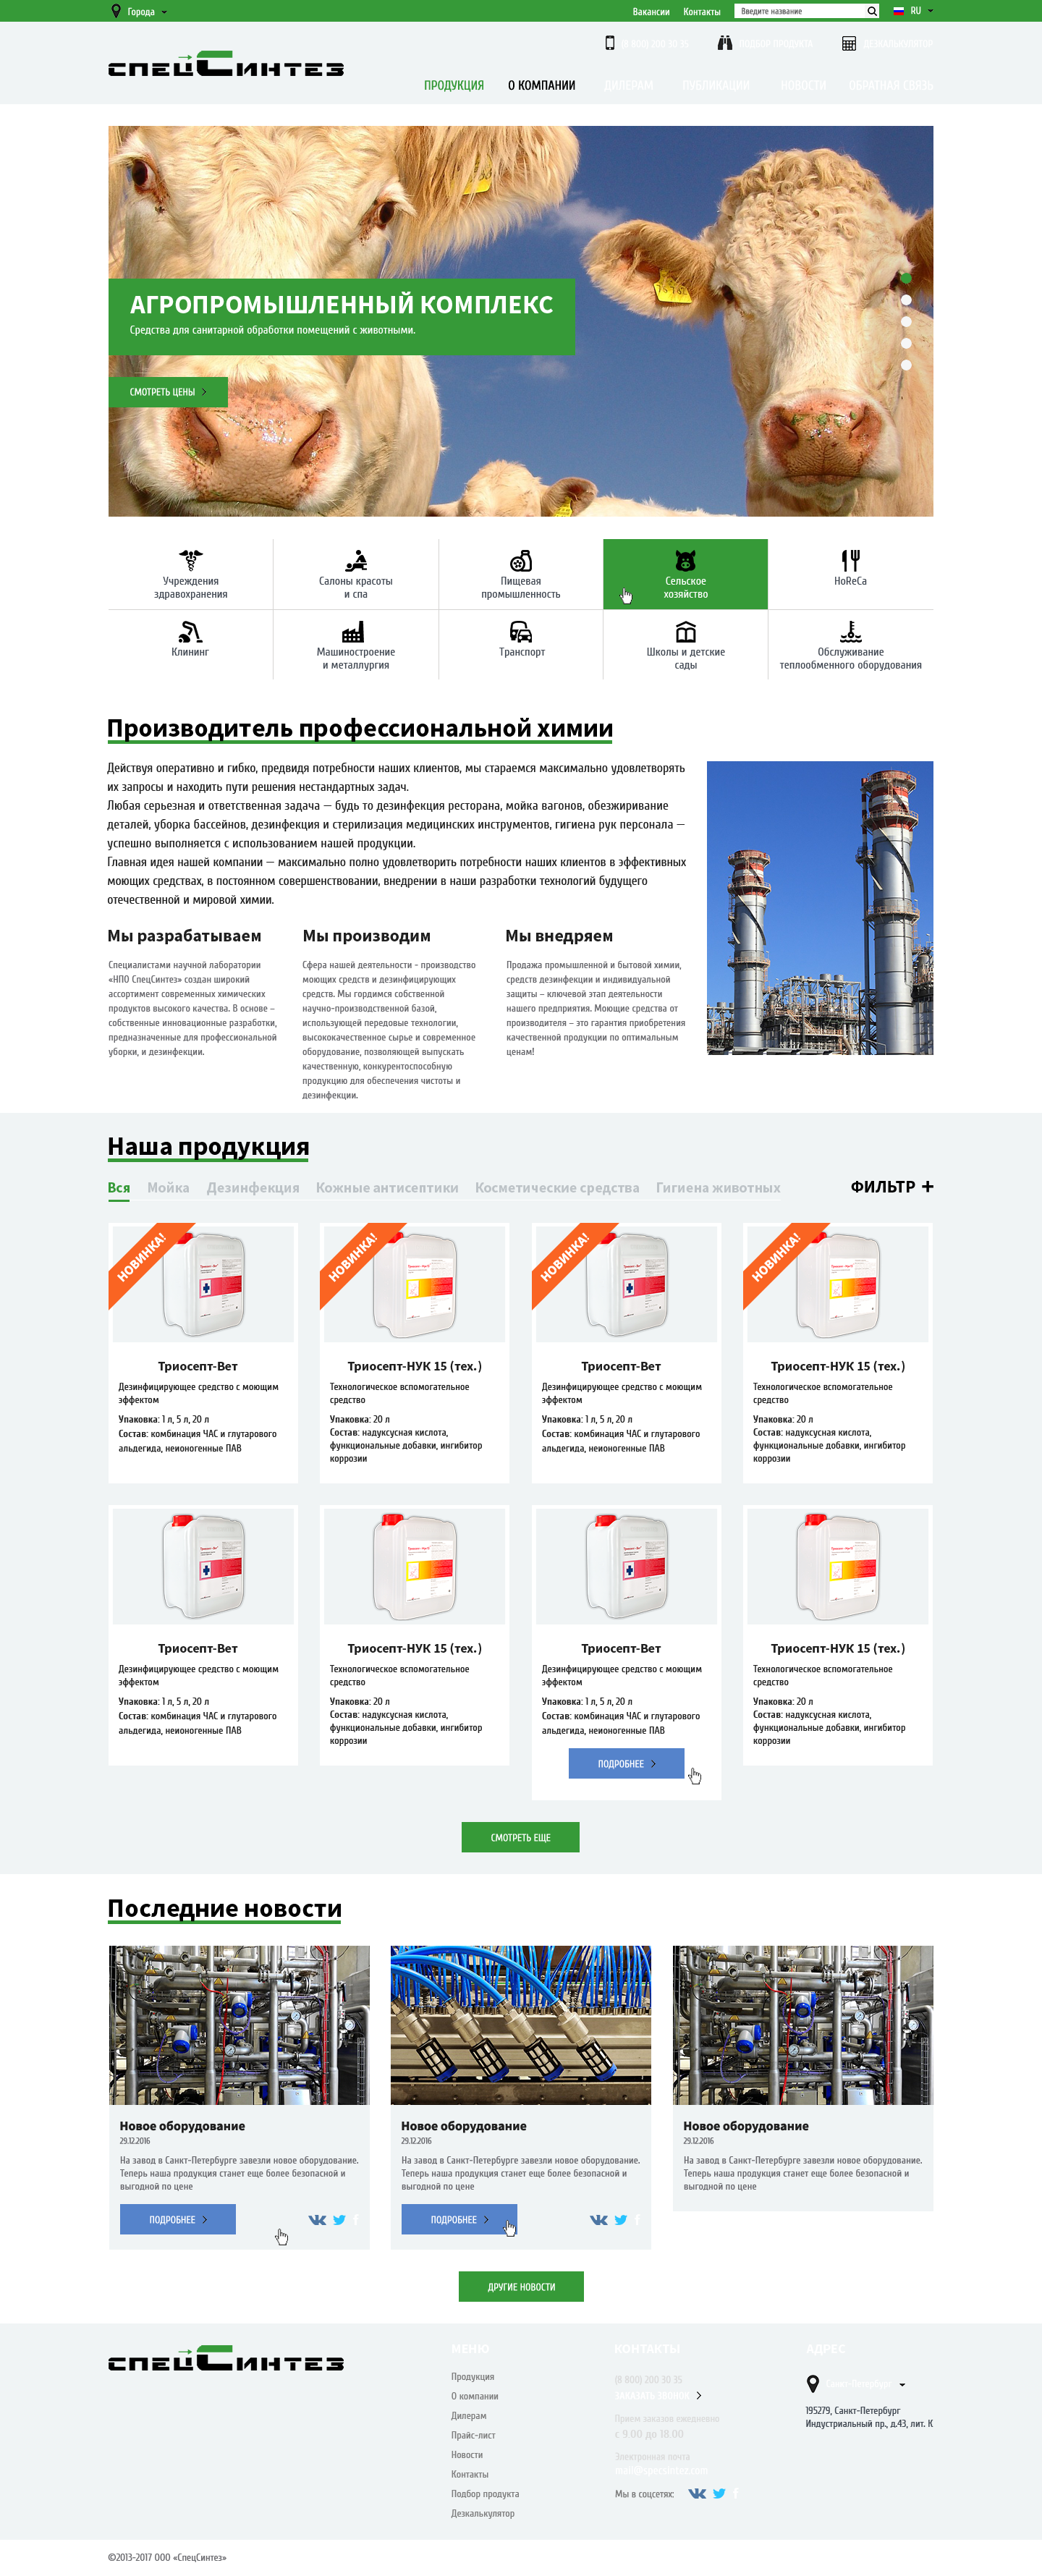 Города
Вакансии Контакты Введите название RU
(8 800) 200 30 35 ПОДБОР ПРОДУКТА ДЕЗКАЛЬКУЛЯТОР
СПЕЦСИНТЕЗ
ПРОДУКЦИЯ О КОМПАНИИ ДИЛЕРАМ ПУБЛИКАЦИИ НОВОСТИ ОБРАТНАЯ СВЯЗЬ
АГРОПРОМЫШЛЕННЫЙ КОМПЛЕКС
Средства для санитарной обработки помещений с животными.
СМОТРЕТЬ ЦЕНЫ
Учреждения
здравохранения
Салоны красоты
и спа
Пищевая
промышленность
Сельское
хозяйство
HoReCa
Клининг
Машиностроение
и металлургия
Транспорт
Школы и детские
сады
Обслуживание
теплообменного оборудования
Производитель профессиональной химии
Действуя оперативно и гибко, предвидя потребности наших клиентов, мы стараемся максимально удовлетворять
их запросы и находить пути решения нестандартных задач.
Любая серьезная и ответственная задача — будь то дезинфекция ресторана, мойка вагонов, обезжиривание
деталей, уборка бассейнов, дезинфекция и стерилизация медицинских инструментов, гигиена рук персонала —
успешно выполняется с использованием нашей продукции.
Главная идея нашей компании — максимально полно удовлетворить потребности наших клиентов в эффективных
моющих средствах, в постоянном совершенствовании, внедрении в наши разработки технологий будущего
отечественной и мировой химии.
Мы разрабатываем
Специалистами научной лаборатории
«НПО СпецСинтез» создан широкий
ассортимент современных химических
продуктов высокого качества. В основе –
собственные инновационные разработки,
предназначенные для профессиональной
уборки, и дезинфекции.
Мы производим
Сфера нашей деятельности - производство
моющих средств и дезинфицирующих
средств. Мы гордимся собственной
научно-производственной базой,
использующей передовые технологии,
высококачественное сырье и современное
оборудование, позволяющей выпускать
качественную, конкурентоспособную
продукцию для обеспечения чистоты и
дезинфекции.
Мы внедряем
Продажа промышленной и бытовой химии,
средств дезинфекции и индивидуальной
защиты – ключевой этап деятельности
нашего предприятия. Моющие средства от
производителя – это гарантия приобретения
качественной продукции по оптимальным
ценам!
Наша продукция
Вся Мойка Дезинфекция Кожные антисептики Косметические средства Гигиена животных ФИЛЬТР +
НОВИНКА!
Триосепт-Вет
Дезинфицирующее средство с моющим
эффектом
Упаковка: 1 л, 5 л, 20 л
Состав: комбинация ЧАС и глутарового
альдегида, неионогенные ПАВ
НОВИНКА!
Триосепт-НУК 15 (тех.)
Технологическое вспомогательное
средство
Упаковка: 20 л
Состав: надуксусная кислота,
функциональные добавки, ингибитор
коррозии
НОВИНКА!
Триосепт-Вет
Дезинфицирующее средство с моющим
эффектом
Упаковка: 1 л, 5 л, 20 л
Состав: комбинация ЧАС и глутарового
альдегида, неионогенные ПАВ
НОВИНКА!
Триосепт-НУК 15 (тех.)
Технологическое вспомогательное
средство
Упаковка: 20 л
Состав: надуксусная кислота,
функциональные добавки, ингибитор
коррозии
Триосепт-Вет
Дезинфицирующее средство с моющим
эффектом
Упаковка: 1 л, 5 л, 20 л
Состав: комбинация ЧАС и глутарового
альдегида, неионогенные ПАВ
Триосепт-НУК 15 (тех.)
Технологическое вспомогательное
средство
Упаковка: 20 л
Состав: надуксусная кислота,
функциональные добавки, ингибитор
коррозии
Триосепт-Вет
Дезинфицирующее средство с моющим
эффектом
Упаковка: 1 л, 5 л, 20 л
Состав: комбинация ЧАС и глутарового
альдегида, неионогенные ПАВ
ПОДРОБНЕЕ
Триосепт-НУК 15 (тех.)
Технологическое вспомогательное
средство
Упаковка: 20 л
Состав: надуксусная кислота,
функциональные добавки, ингибитор
коррозии
СМОТРЕТЬ ЕЩЕ
Последние новости
Новое оборудование
29.12.2016
На завод в Санкт-Петербурге завезли новое оборудование.
Теперь наша продукция станет еще более безопасной и
выгодной по цене
ПОДРОБНЕЕ
Новое оборудование
29.12.2016
На завод в Санкт-Петербурге завезли новое оборудование.
Теперь наша продукция станет еще более безопасной и
выгодной по цене
ПОДРОБНЕЕ
Новое оборудование
29.12.2016
На завод в Санкт-Петербурге завезли новое оборудование.
Теперь наша продукция станет еще более безопасной и
выгодной по цене
ДРУГИЕ НОВОСТИ
СПЕЦСИНТЕЗ
МЕНЮ
Продукция
О компании
Дилерам
Прайс-лист
Новости
Контакты
Подбор продукта
Дезкалькулятор
КОНТАКТЫ
(8 800) 200 30 35
ЗАКАЗАТЬ ЗВОНОК
Прием заказов ежедневно
с 9.00 до 18.00
Электронная почта
Мы в соцсетях:
АДРЕС
Санкт-Петербург
195279, Санкт-Петербург
Индустриальный пр., д.43, лит. К
©2013-2017 ООО «СпецСинтез»